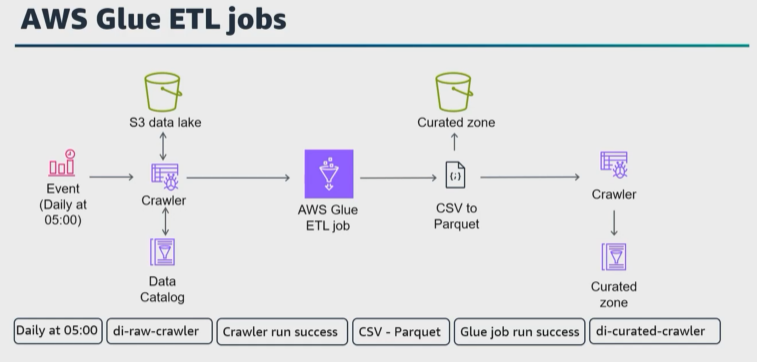 AWS Glue ETL jobs
S3 data lake
Curated zone
Event
(Daily at
05:00)
Crawler
AWS Glue
ETL job
{;}
CSV to
Parquet
Crawler
Data
Catalog
Curated
zone
Daily at 05:00
di-raw-crawler
Crawler run success
CSV - Parquet
Glue job run success
di-curated-crawler